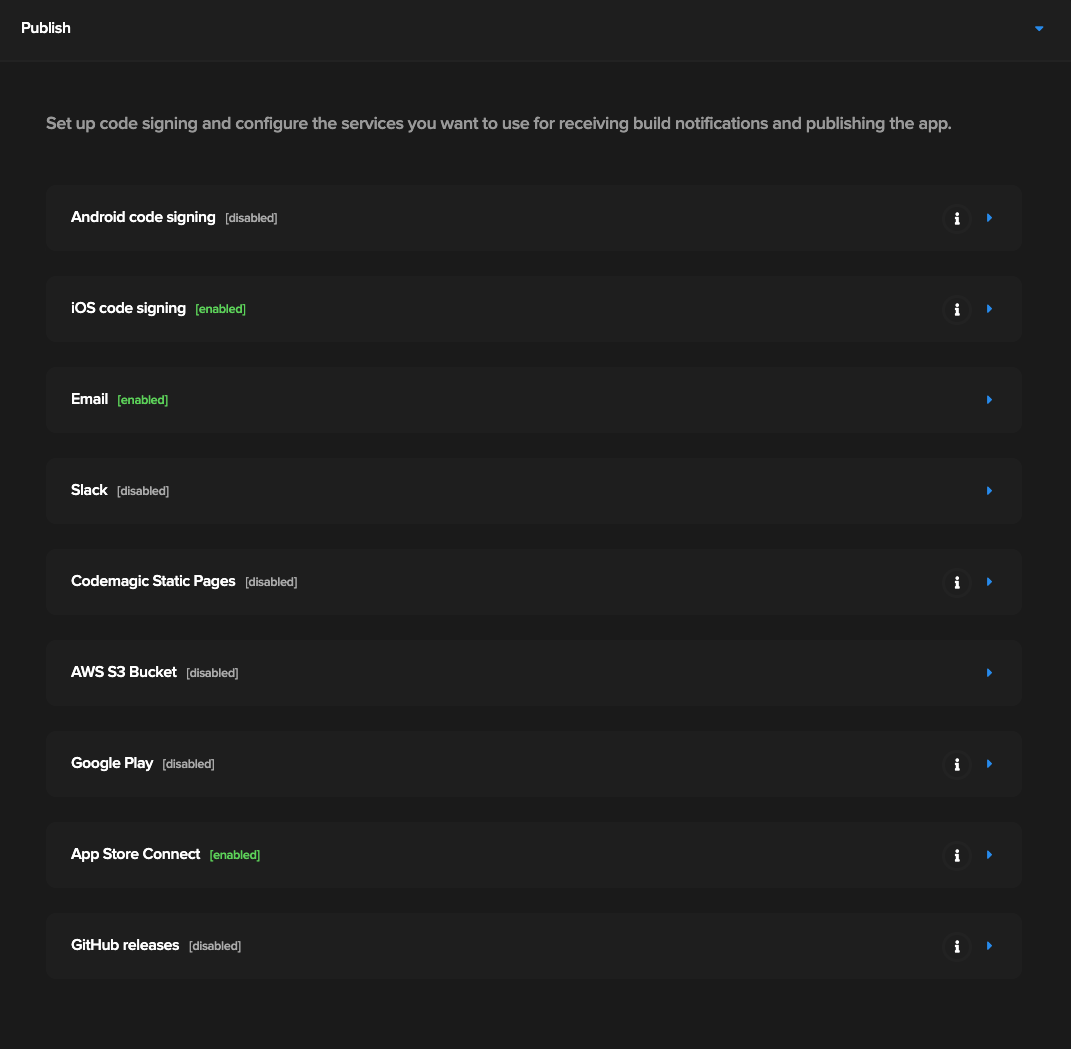 Publish
Set up code signing and configure the services you want to use for receiving build notifications and publishing the app.
Android code signing [disabled]
iOS code signing [enabled]
Email [enabled]
Slack [disabled]
Codemagic Static Pages [disabled]
AWS S3 Bucket [disabled]
Google Play [disabled]
App Store Connect [enabled]
GitHub releases [disabled]